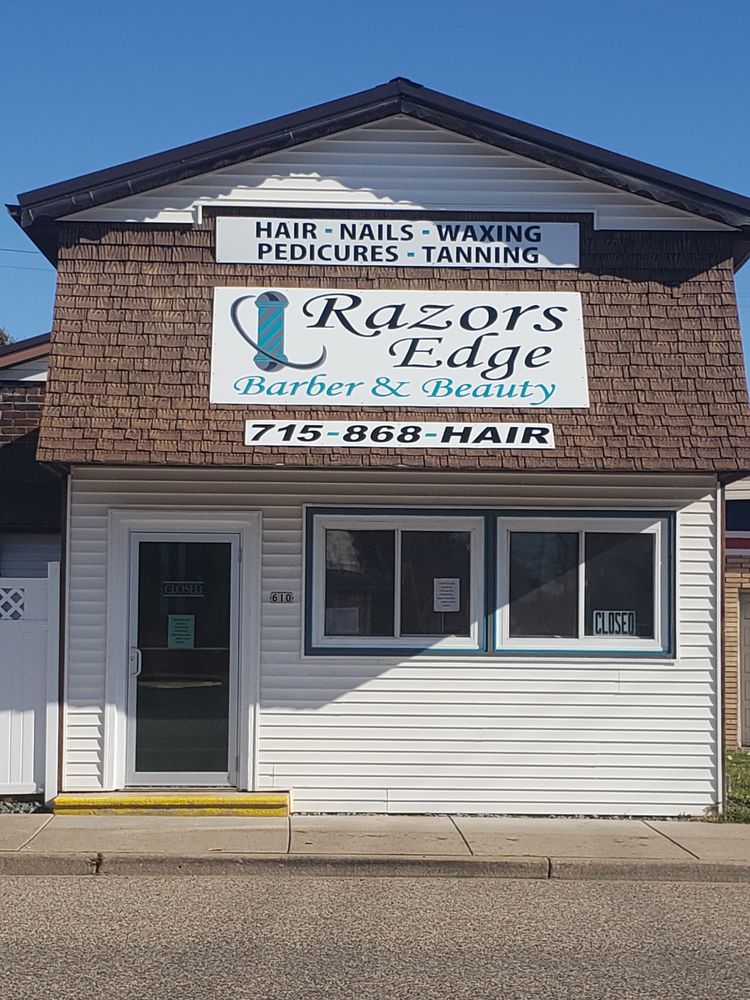 HAIR - NAILS - WAXING
PEDICURES - TANNING
Razors
Edge
Barber & Beauty
715-868-HAIR
CLOSED
610
CLOSED